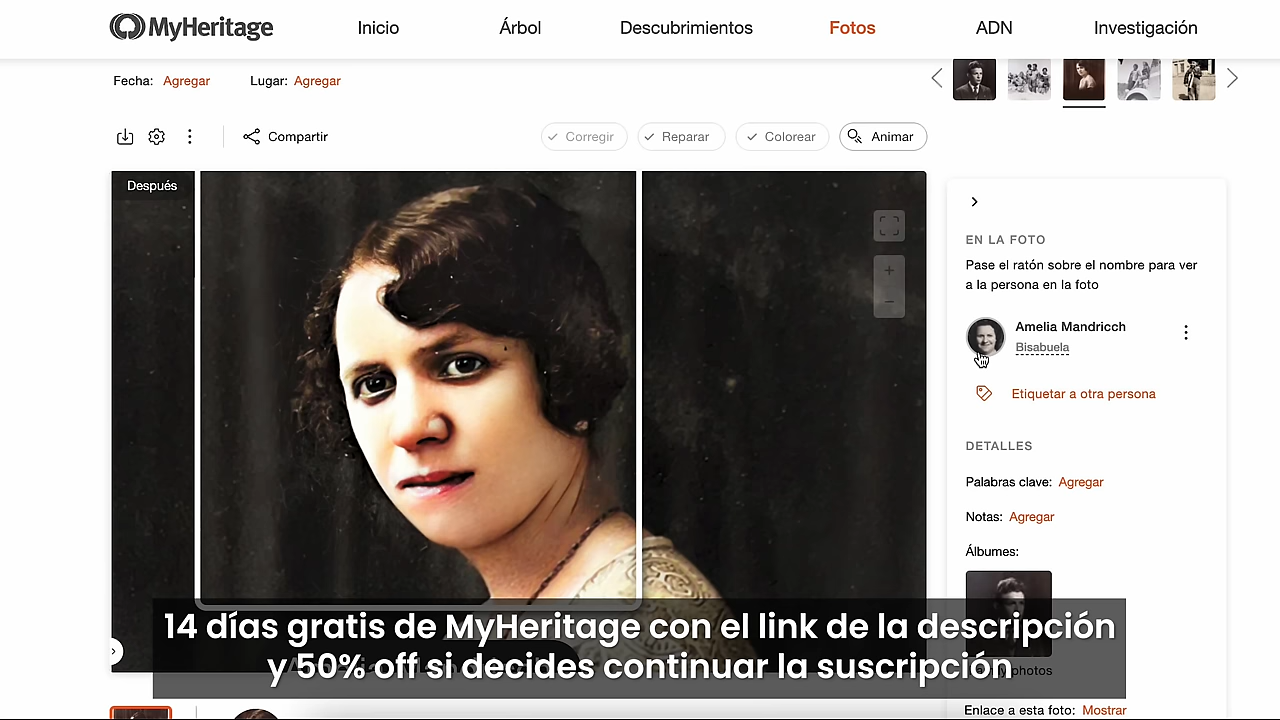 MyHeritage
Inicio
Árbol
Descubrimientos
Fotos
ADN
Investigación
Fecha: Agregar
Lugar: Agregar
Compartir
Corregir
Reparar
Colorear
Animar
Después
EN LA FOTO
Pase el ratón sobre el nombre para ver
a la persona en la foto
Amelia Mandricch
Bisabuela
Etiquetar a otra persona
DETALLES
Palabras clave: Agregar
Notas: Agregar
Álbumes:
photos
Enlace a esta foto: Mostrar
14 días gratis de MyHeritage con el link de la descripción
y 50% off si decides continuar la suscripción